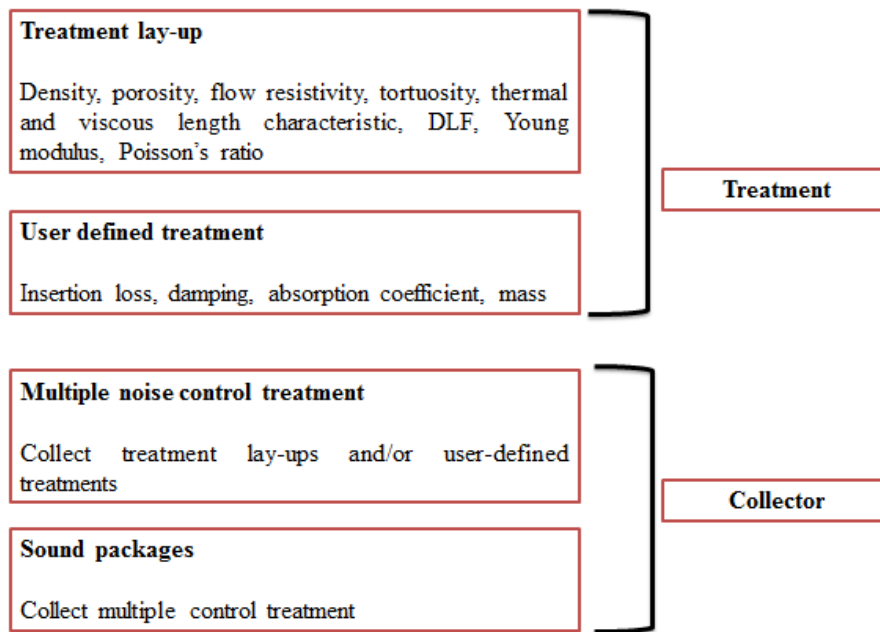 Treatment lay-up
Density, porosity, flow resistivity, tortuosity, thermal
and viscous length characteristic, DLF, Young
modulus, Poisson's ratio
Treatment
User defined treatment
Insertion loss, damping, absorption coefficient, mass
Multiple noise control treatment
Collect treatment lay-ups and/or user-defined
treatments
Collector
Sound packages
Collect multiple control treatment